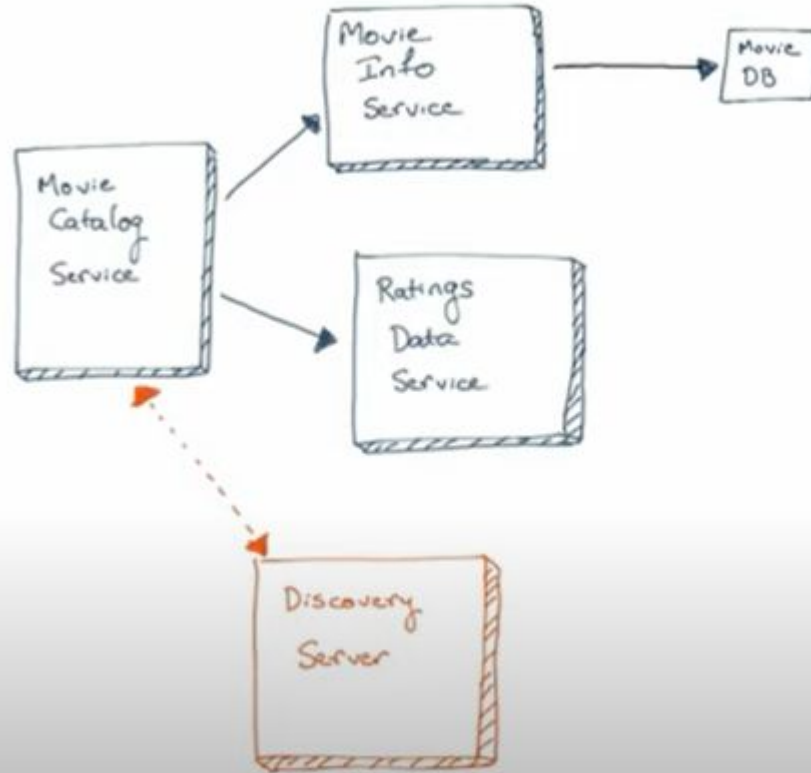 Movie
Info
Service
Movie
DB
Movie
Catalog
Service
Ratings
Data
Service
Discovery
Server